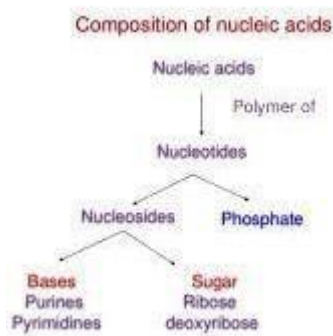 Composition of nucleic acids
Nucleic acids
Polymer of
Nucleotides
Nucleosides Phosphate
Bases Sugar
Purines Ribose
Pyrimidines deoxyribose